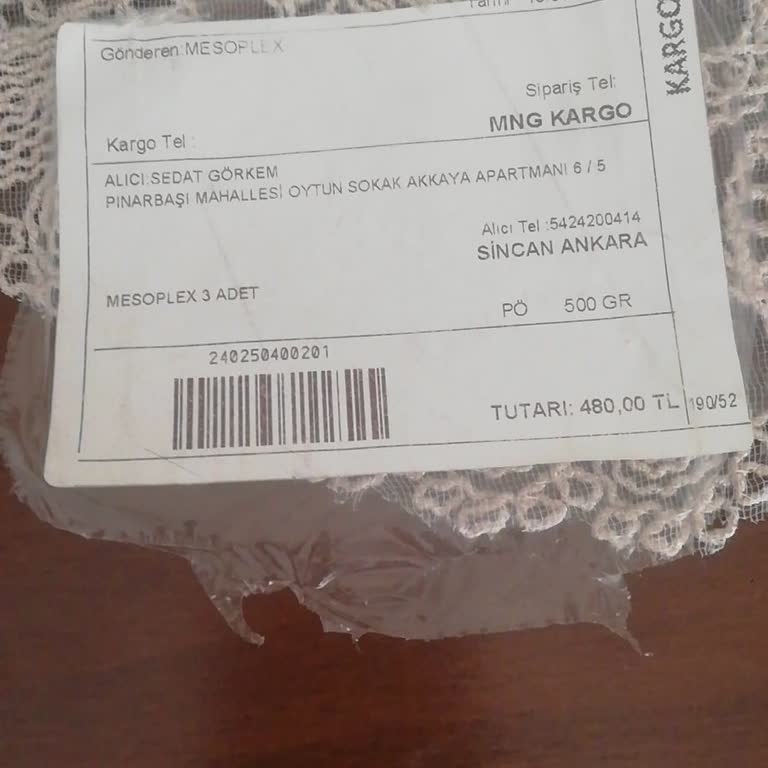 Gönderen:MESOPLEX
KARGO
Sipariş Tel:
Kargo Tel :
MNG KARGO
ALICI:SEDAT GÖRKEM
PINARBAŞI MAHALLESİ OYTUN SOKAK AKKAYA APARTMANI 6 / 5
Alıcı Tel :5424200414
SİNCAN ANKARA
MESOPLEX 3 ADET
PÖ 500 GR
240250400201
TUTARI: 480,00 TL
190/52